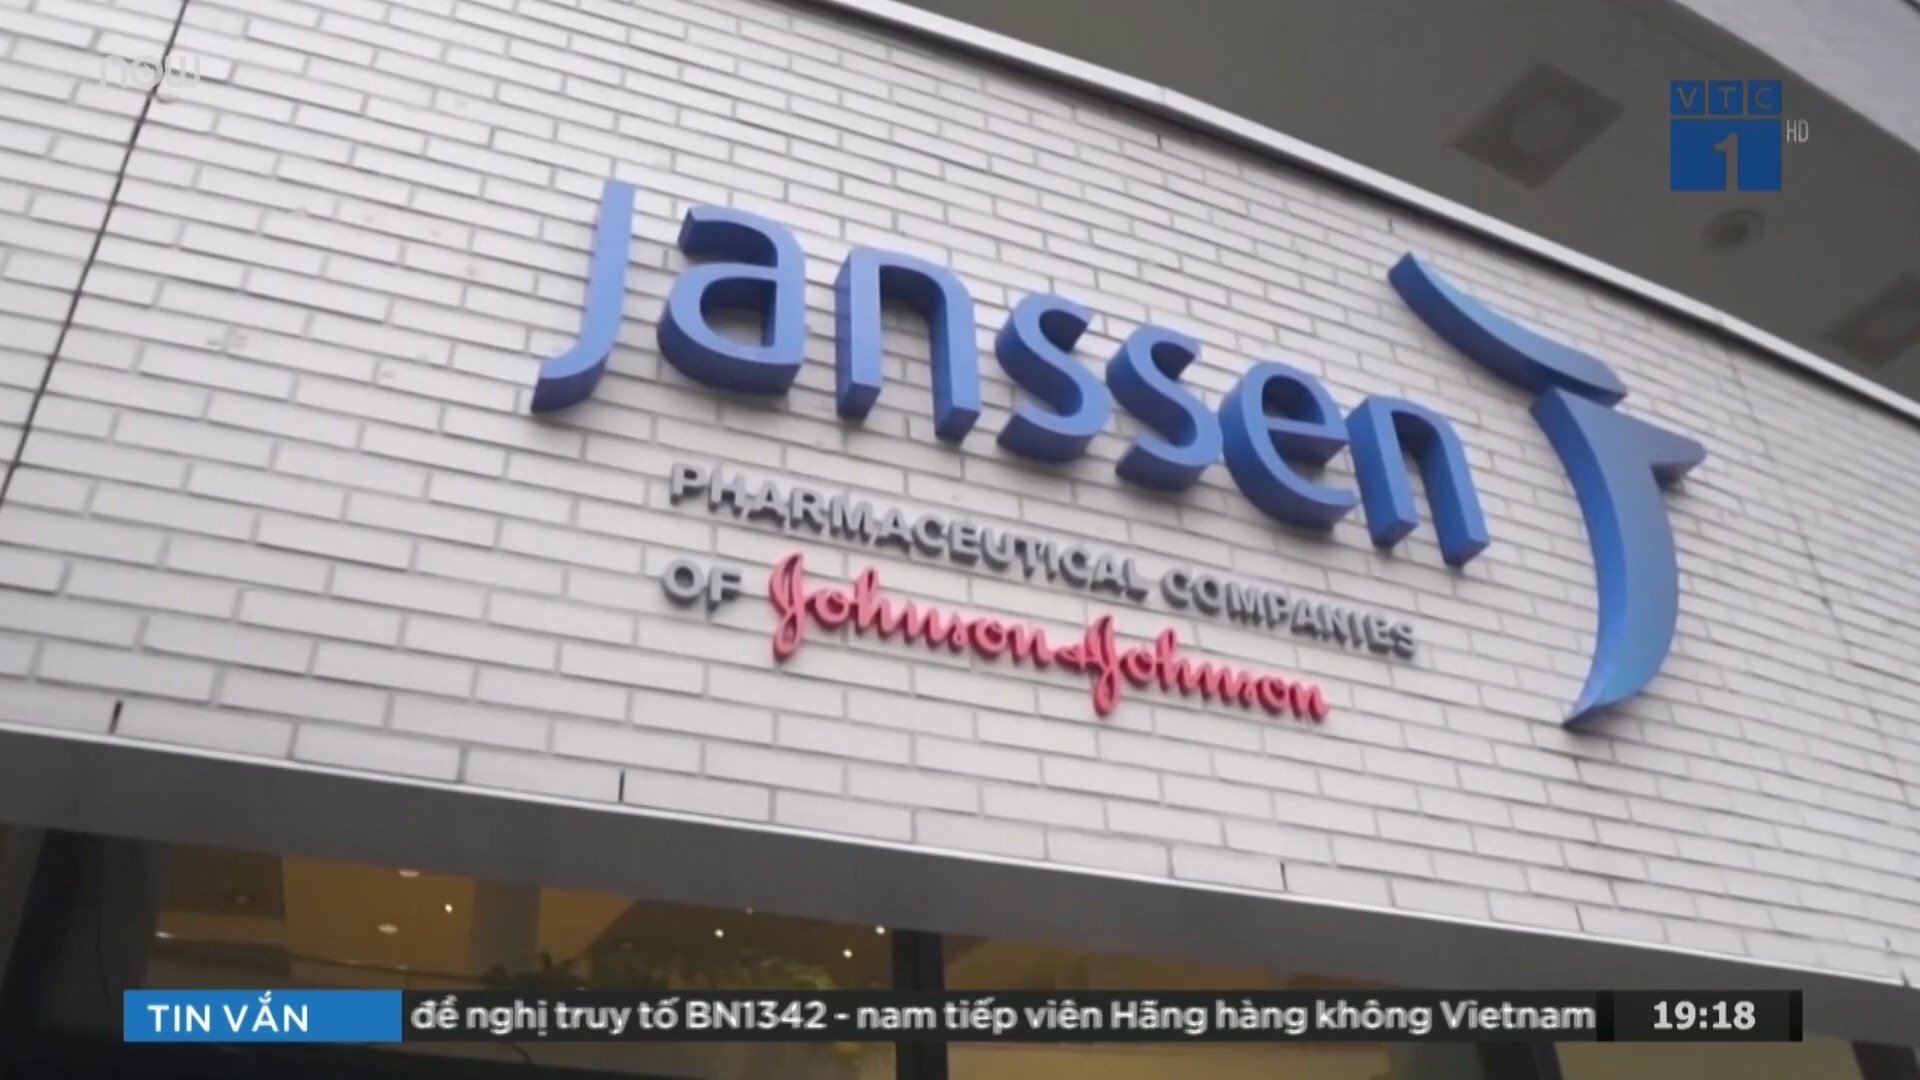 now
VTC
1
HD
Janssen
PHARMACEUTICAL COMPANIES
OF Johnson&Johnson
TIN VẮN
đề nghị truy tố BN1342 - nam tiếp viên Hãng hàng không Vietnam
19:18